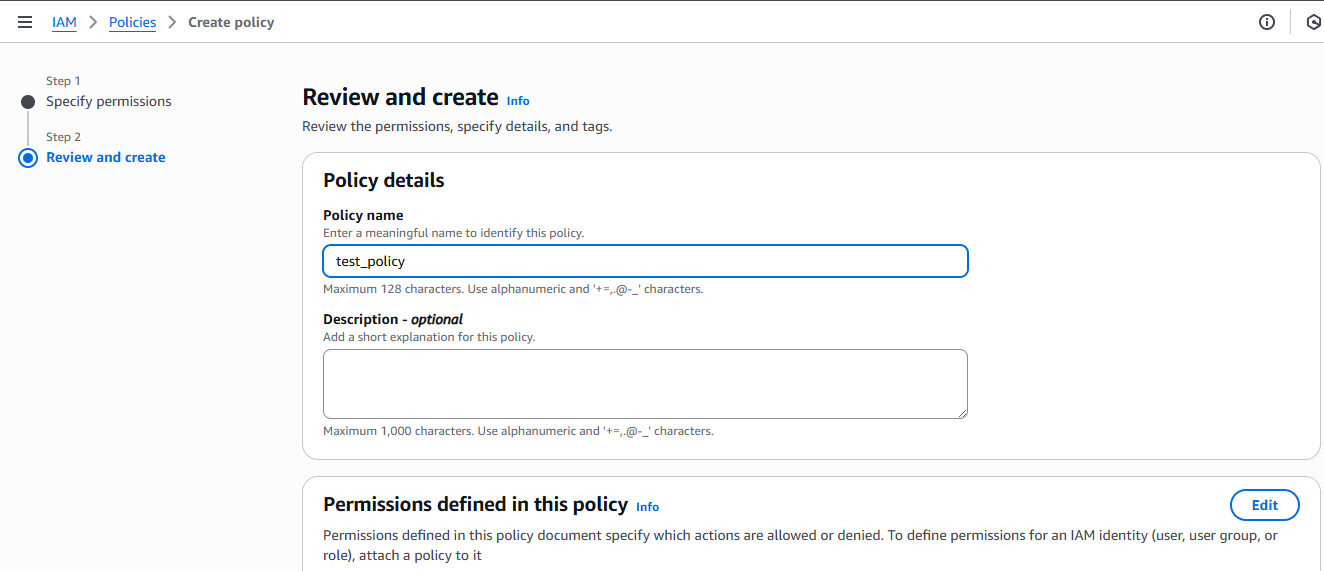 IAM > Policies > Create policy
Step 1
Specify permissions
Step 2
Review and create
Review and create Info
Review the permissions, specify details, and tags.
Policy details
Policy name
Enter a meaningful name to identify this policy.
test_policy
Maximum 128 characters. Use alphanumeric and '+=,.@-_' characters.
Description - optional
Add a short explanation for this policy.
Maximum 1,000 characters. Use alphanumeric and '+=,.@-_' characters.
Permissions defined in this policy Info
Edit
Permissions defined in this policy document specify which actions are allowed or denied. To define permissions for an IAM identity (user, user group, or
role), attach a policy to it